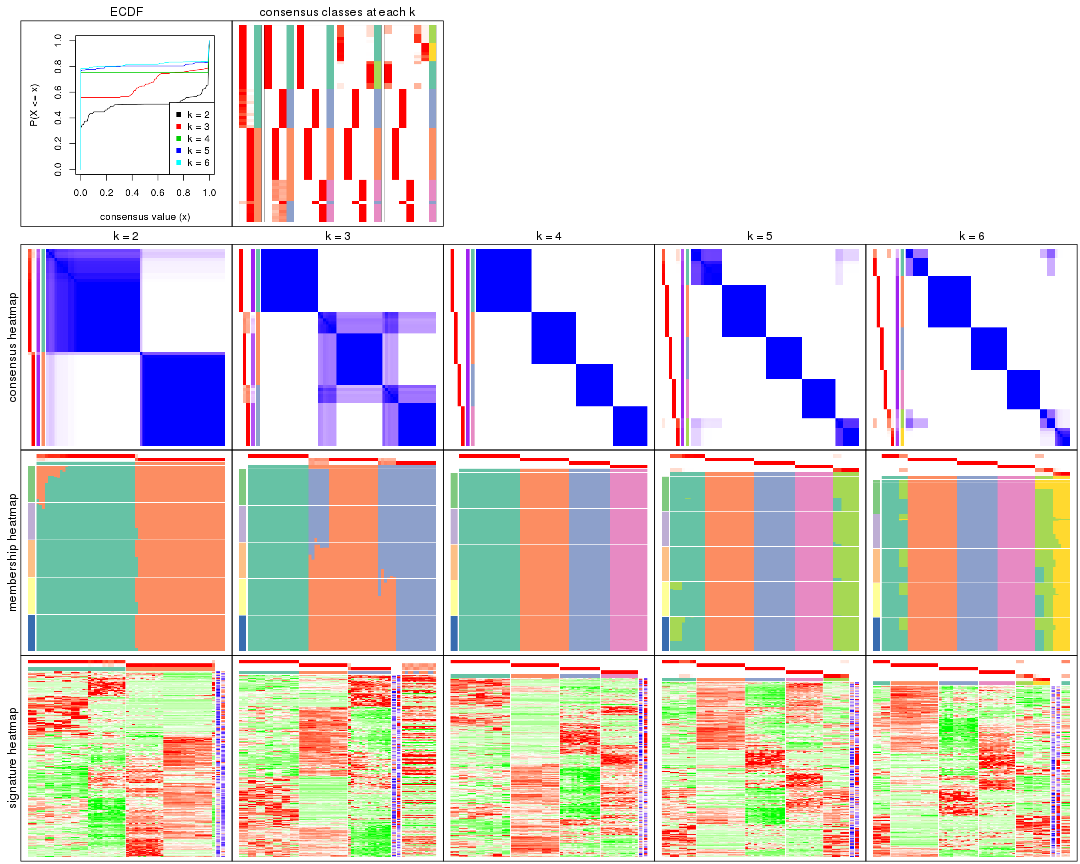 ECDF
consensus classes at each k
P(X <= x)
0.0
0.2
0.4
0.6
0.8
1.0
k = 2
k = 3
k = 4
k = 5
k = 6
0.0 0.2 0.4 0.6 0.8 1.0
consensus value (x)
k = 2
k = 3
k = 4
k = 5
k = 6
consensus heatmap
membership heatmap
signature heatmap